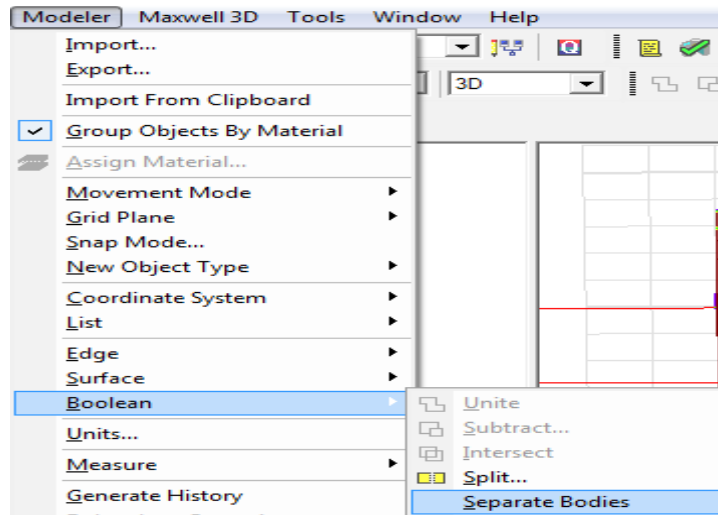 Modeler Maxwell 3D Tools Window Help
Import...
Export...
3D
Import From Clipboard
Group Objects By Material
Assign Material...
Movement Mode
Grid Plane
Snap Mode...
New Object Type
Coordinate System
List
Edge
Surface
Boolean
Unite
Units...
Subtract...
Intersect
Measure
Split...
Generate History
Separate Bodies